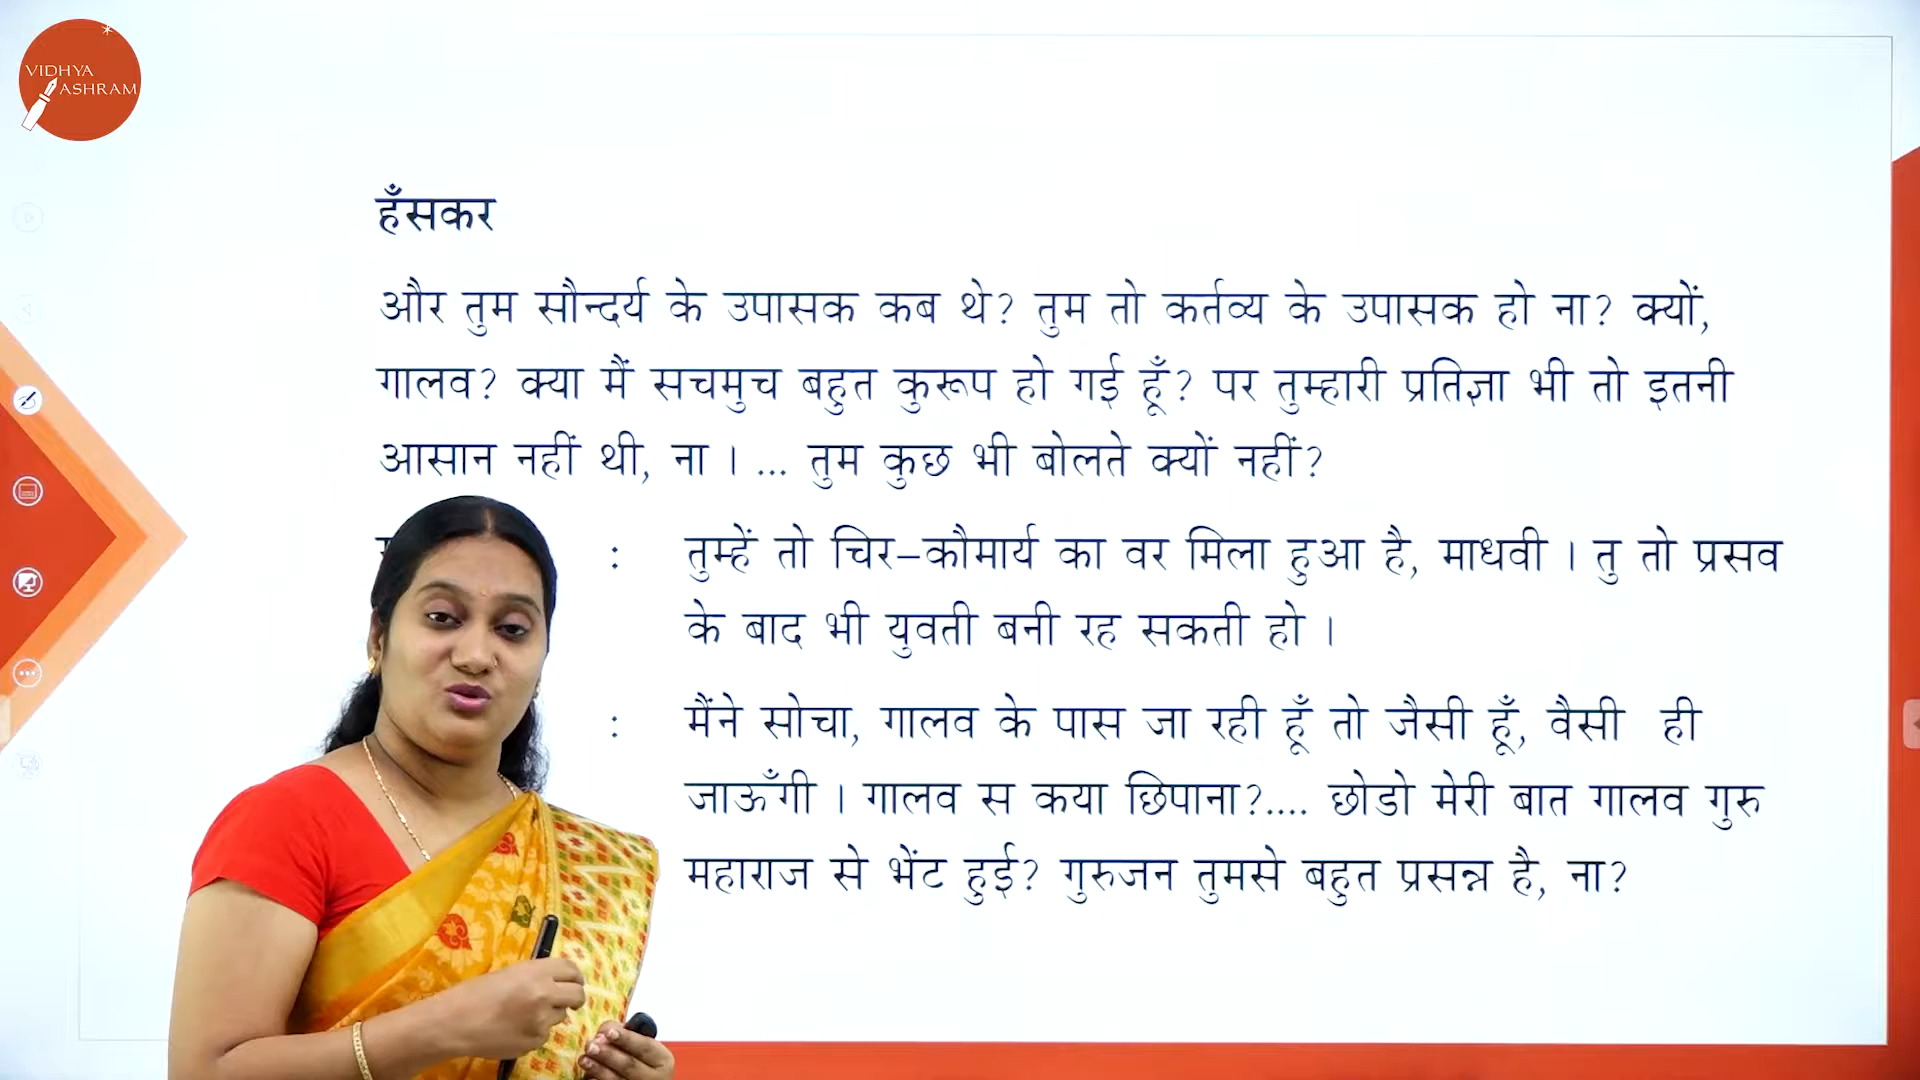 VIDHYA
ASHRAM
हँसकर
और तुम सौन्दर्य के उपासक कब थे? तुम तो कर्तव्य के उपासक हो ना? क्यों,
गालव? क्या मैं सचमुच बहुत कुरूप हो गई हूँ? पर तुम्हारी प्रतिज्ञा भी तो इतनी
आसान नहीं थी, ना । ... तुम कुछ भी बोलते क्यों नहीं?
: तुम्हें तो चिर–कौमार्य का वर मिला हुआ है, माधवी । तु तो प्रसव
के बाद भी युवती बनी रह सकती हो ।
: मैंने सोचा, गालव के पास जा रही हूँ तो जैसी हूँ, वैसी ही
जाऊँगी । गालव स कया छिपाना?.... छोडो मेरी बात गालव गुरु
महाराज से भेंट हुई? गुरुजन तुमसे बहुत प्रसन्न है, ना?